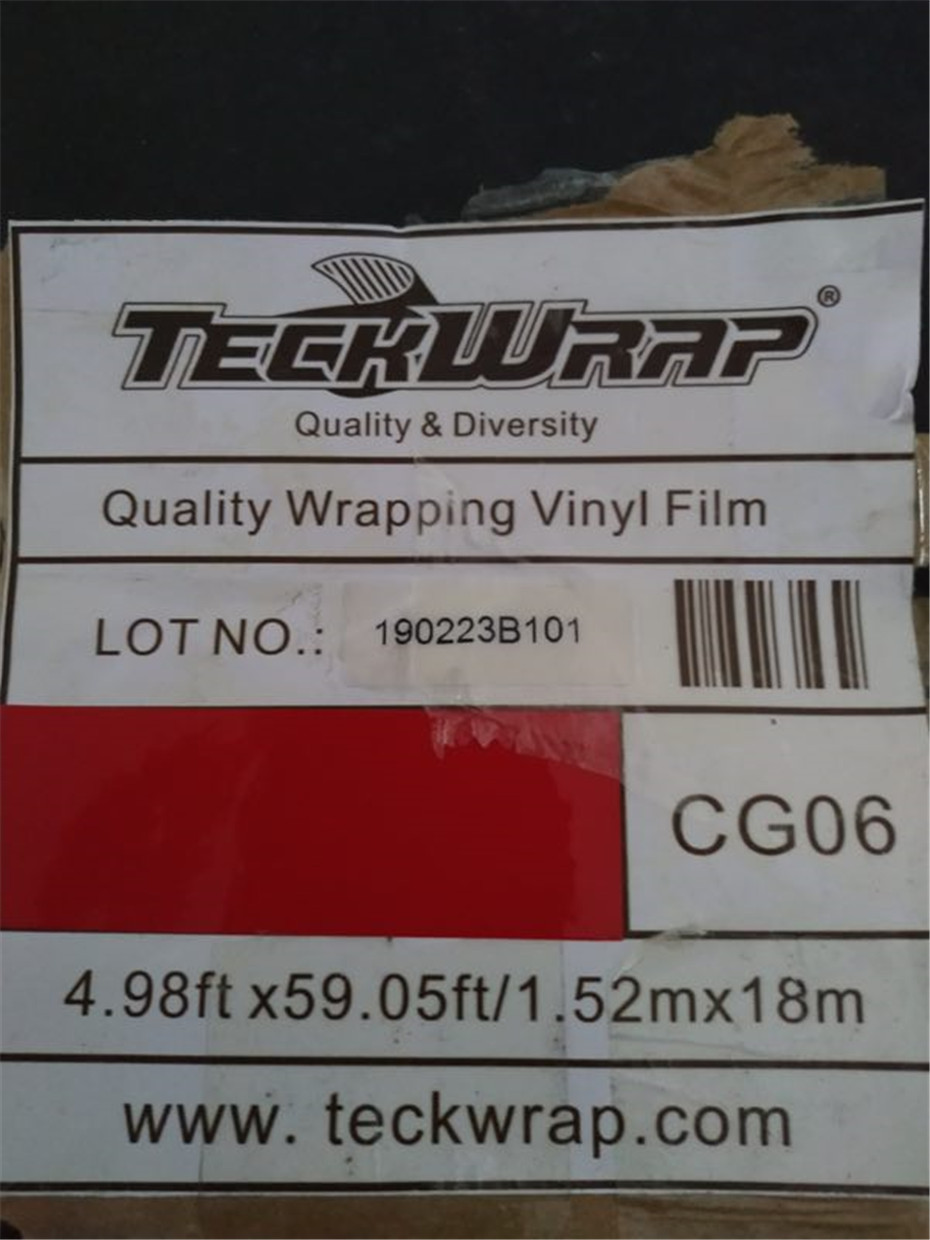 TECKWRAP®
Quality & Diversity
Quality Wrapping Vinyl Film
LOT NO.: 190223B101
CG06
4.98ft x59.05ft/1.52mx18m
www. teckwrap.com